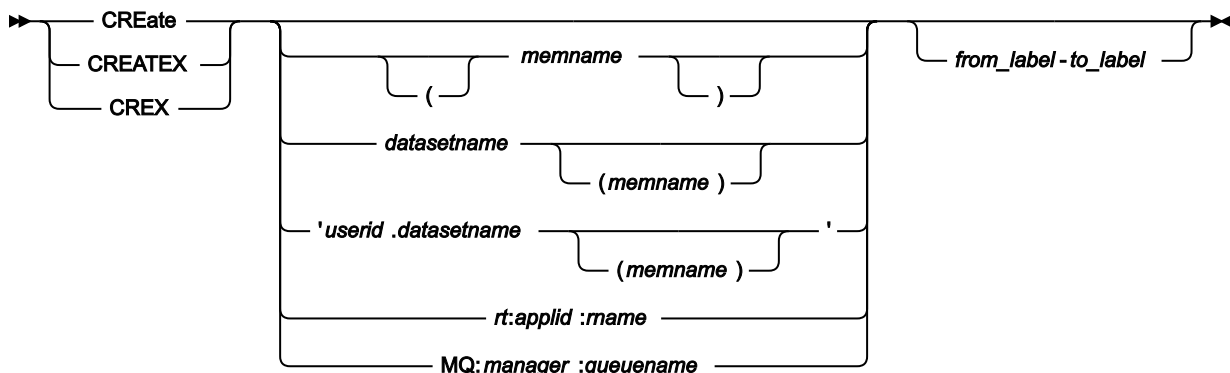 CREate
CREATEX
CREX
memname
( )
from_label - to_label
datasetname
(memname )
'userid .datasetname '
(memname )
rt:applid :rname
MQ:manager :queuename